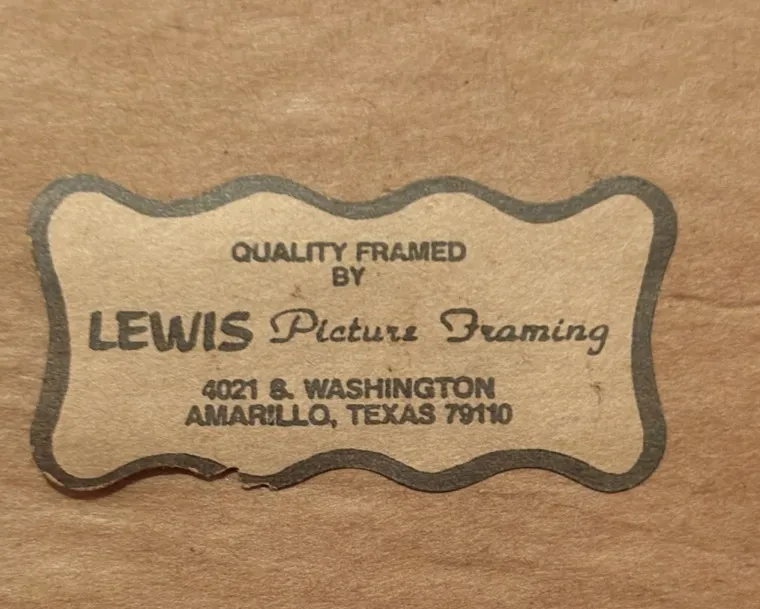 QUALITY FRAMED
BY
LEWIS Picture Framing
4021 S. WASHINGTON
AMARILLO, TEXAS 79110